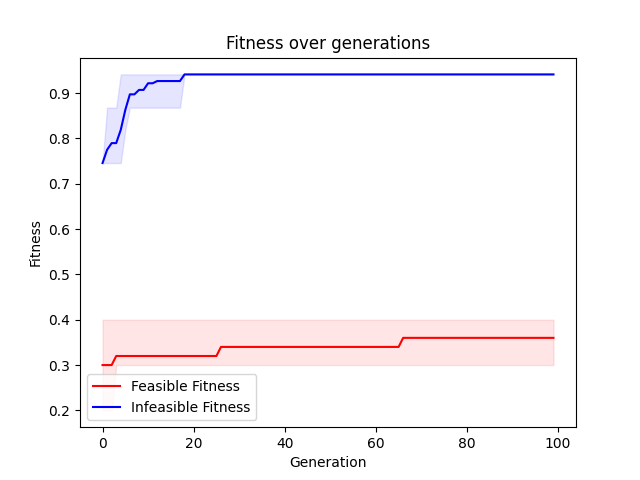 Fitness over generations
Fitness
0.9
0.8
0.7
0.6
0.5
0.4
0.3
0.2
Feasible Fitness
Infeasible Fitness
0 20 40 60 80 100
Generation